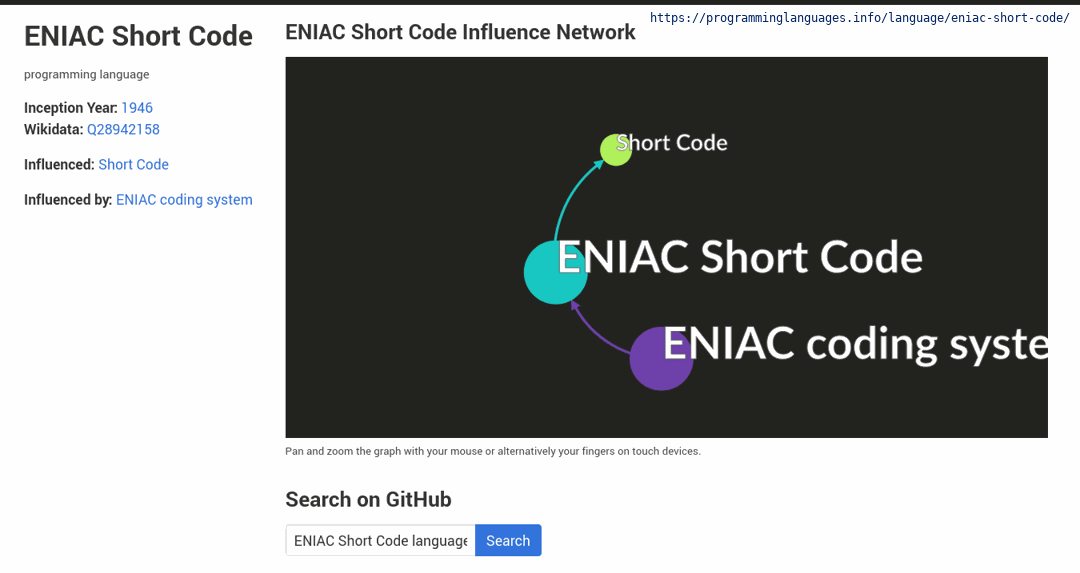 https://programminglanguages.info/language/eniac-short-code/
ENIAC Short Code
programming language
Inception Year: 1946
Wikidata: Q28942158
Influenced: Short Code
Influenced by: ENIAC coding system
ENIAC Short Code Influence Network
Short Code
ENIAC Short Code
ENIAC coding syste
Pan and zoom the graph with your mouse or alternatively your fingers on touch devices.
Search on GitHub
ENIAC Short Code language
Search